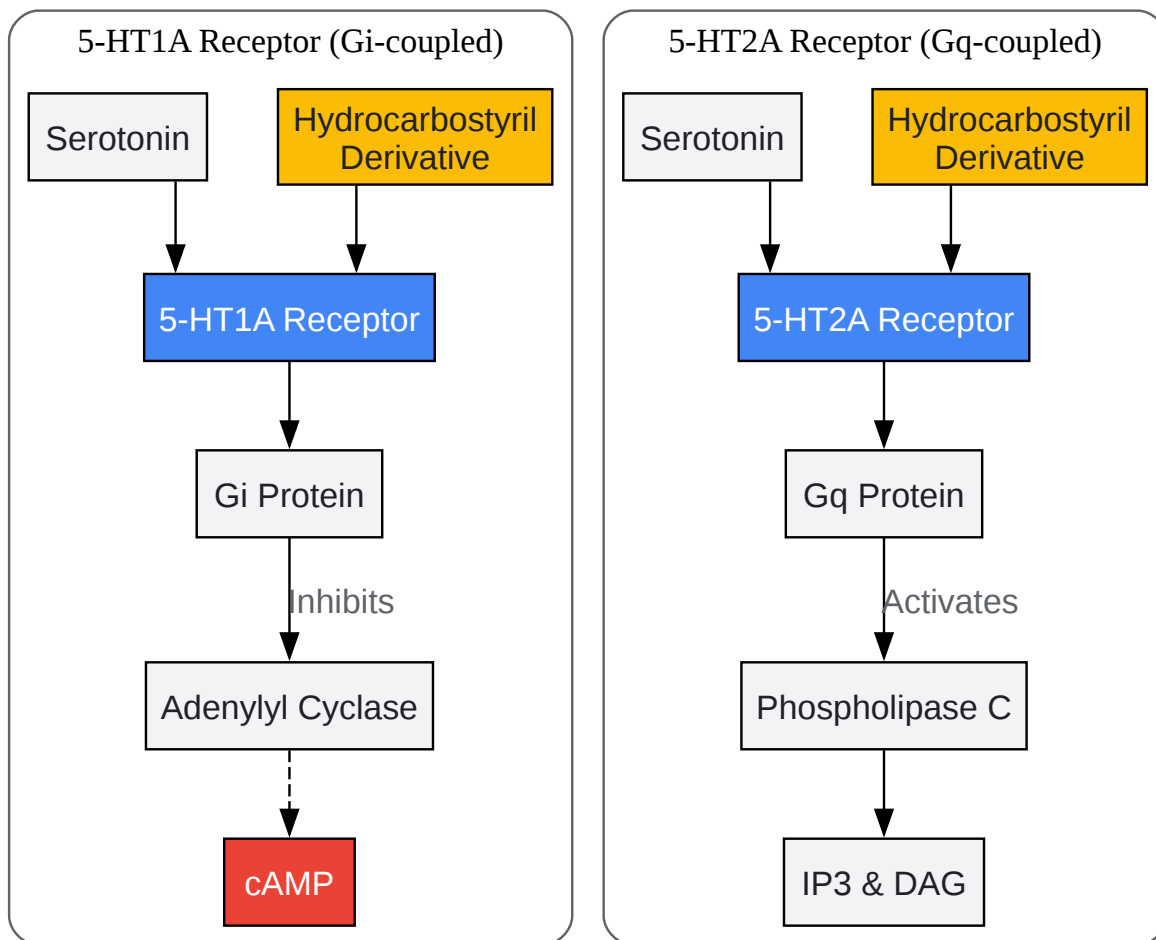 5-HT1A Receptor (Gi-coupled)
Serotonin
Hydrocarbostyril
Derivative
5-HT1A Receptor
Gi Protein
Inhibits
Adenylyl Cyclase
cAMP
5-HT2A Receptor (Gq-coupled)
Serotonin
Hydrocarbostyril
Derivative
5-HT2A Receptor
Gq Protein
Activates
Phospholipase C
IP3 & DAG